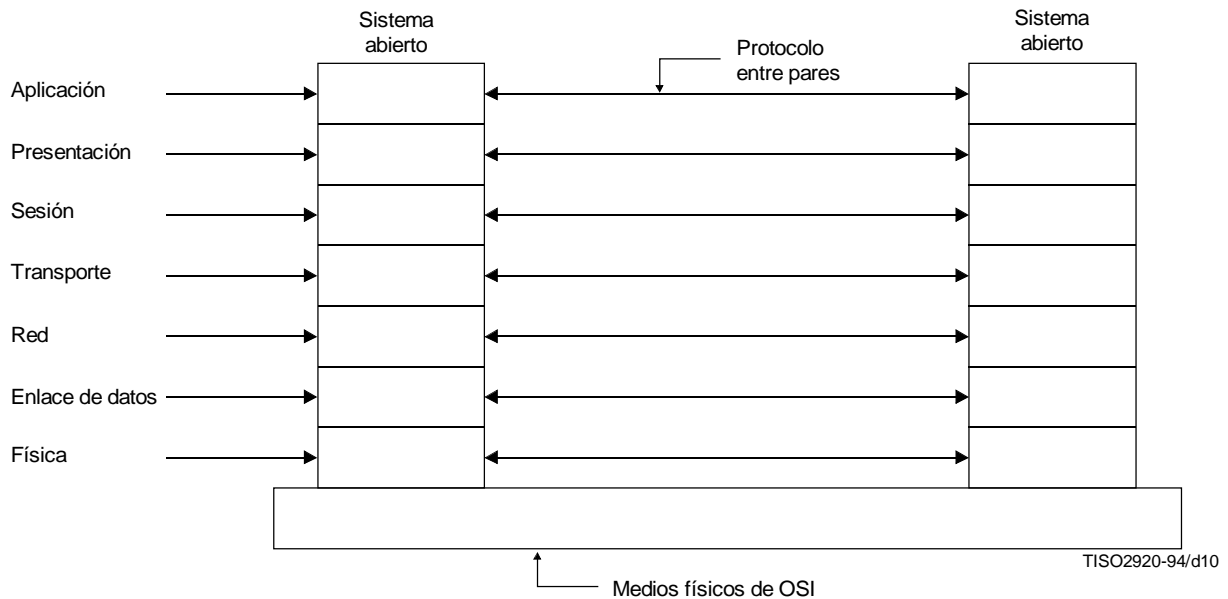 Sistema
abierto
Sistema
abierto
Protocolo
entre pares
Aplicación
Presentación
Sesión
Transporte
Red
Enlace de datos
Física
TISO2920-94/d10
Medios físicos de OSI